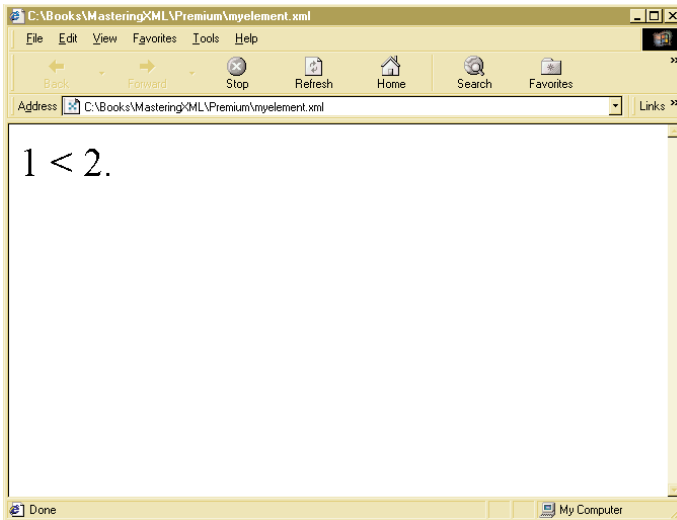 C:\Books\MasteringXML\Premium\myelement.xml
File Edit View Favorites Tools Help
Back Forward Stop Refresh Home Search Favorites »
Address C:\Books\MasteringXML\Premium\myelement.xml Links »
1 < 2.
Done My Computer